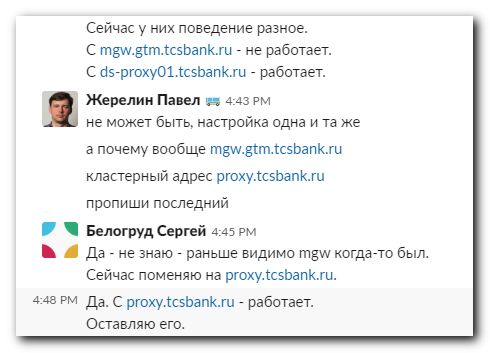 Сейчас у них поведение разное.
С mgw.gtm.tcsbank.ru - не работает.
С ds-proxy01.tcsbank.ru - работает.
Жерелин Павел 4:43 PM
не может быть, настройка одна и та же
а почему вообще mgw.gtm.tcsbank.ru
кластерный адрес proxy.tcsbank.ru
пропиши последний
Белогруд Сергей 4:45 PM
Да - не знаю - раньше видимо mgw когда-то был.
Сейчас поменяю на proxy.tcsbank.ru.
4:48 PM Да. С proxy.tcsbank.ru - работает.
Оставляю его.